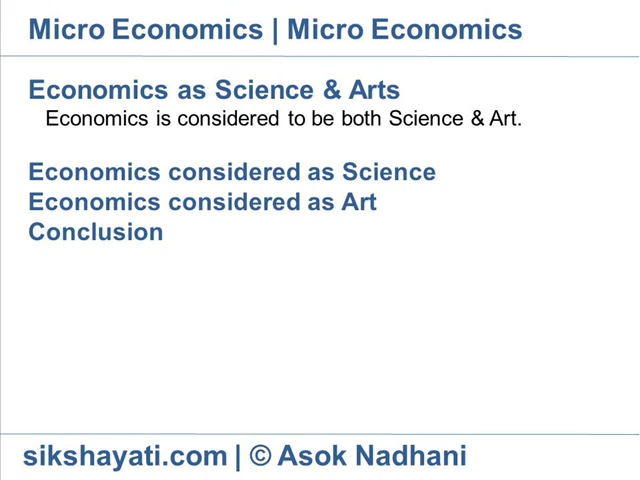 Micro Economics | Micro Economics
Economics as Science & Arts
Economics is considered to be both Science & Art.
Economics considered as Science
Economics considered as Art
Conclusion
sikshayati.com | © Asok Nadhani